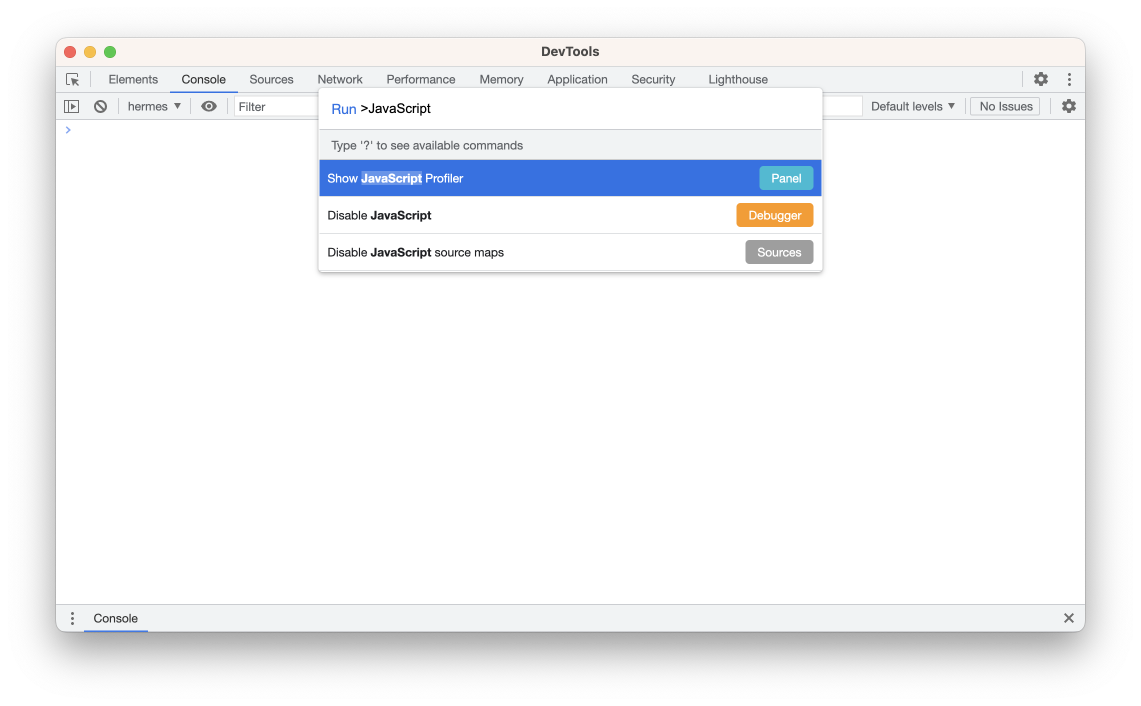 DevTools
Elements Console Sources Network Performance Memory Application Security Lighthouse
hermes Filter Default levels No Issues
Run >JavaScript
Type '?' to see available commands
Show JavaScript Profiler Panel
Disable JavaScript Debugger
Disable JavaScript source maps Sources
Console